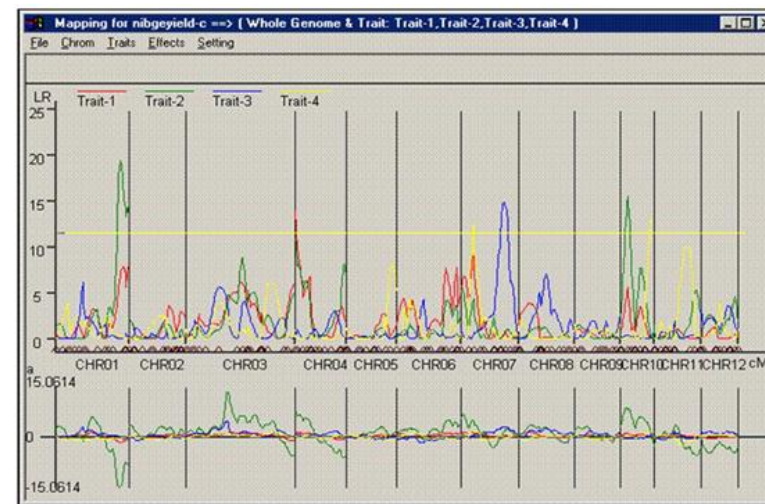 Mapping for nibgeyield-c ==> ( Whole Genome & Trait: Trait-1,Trait-2,Trait-3,Trait-4 )
File Chrom Traits Effects Setting
LR Trait-1 Trait-2 Trait-3 Trait-4
25
20
15
10
5
0
CHR01 CHR02 CHR03 CHR04 CHR05 CHR06 CHR07 CHR08 CHR09 CHR10 CHR11 CHR12 cM
a
15.0614
0
-15.0614